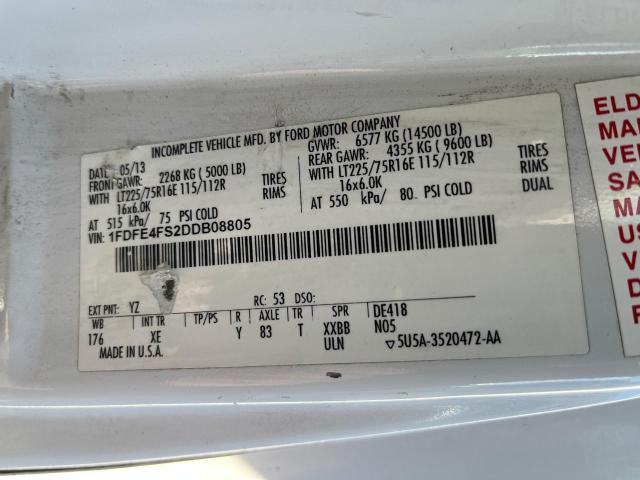 INCOMPLETE VEHICLE MFD. BY FORD MOTOR COMPANY
DATE: 05/13 GVWR: 6577 KG (14500 LB)
FRONT GAWR: 2268 KG (5000 LB) REAR GAWR: 4355 KG (9600 LB)
WITH LT225/75R16E 115/112R TIRES WITH LT225/75R16E 115/112R TIRES
16x6.0K RIMS 16x6.0K RIMS
AT 515 kPa/ 75 PSI COLD AT 550 kPa/ 80 PSI COLD DUAL
VIN: 1FDFE4FS2DDB08805
EXT PNT: YZ RC: 53 DSO:
WB INT TR TP/PS R AXLE TR SPR DE418
176 XE Y 83 T XXBB N05
MADE IN U.S.A. ULN ▽5U5A-3520472-AA
ELD
MA
VE
SU
US
V
D